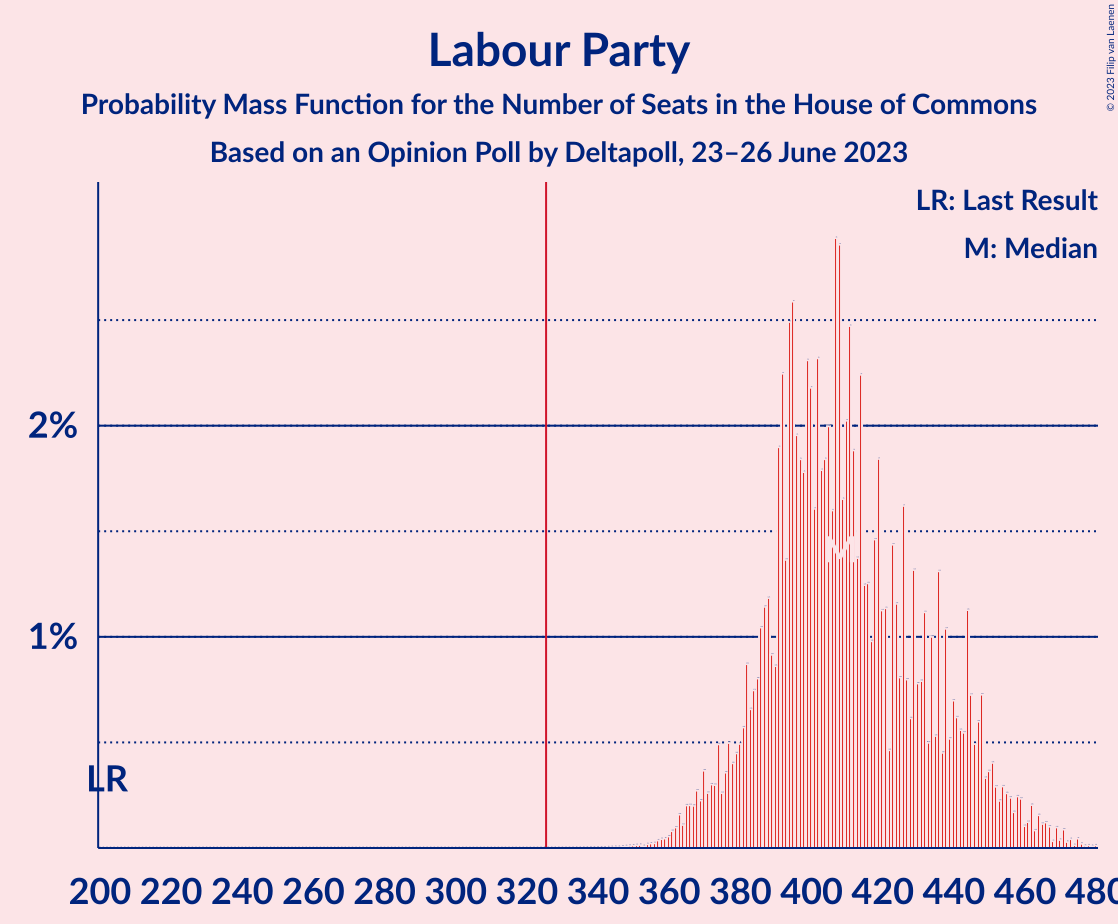 Labour Party
Probability Mass Function for the Number of Seats in the House of Commons
Based on an Opinion Poll by Deltapoll, 23–26 June 2023
© 2023 Filip van Laenen
LR: Last Result
M: Median
2%
1%
LR
M
200 220 240 260 280 300 320 340 360 380 400 420 440 460 480